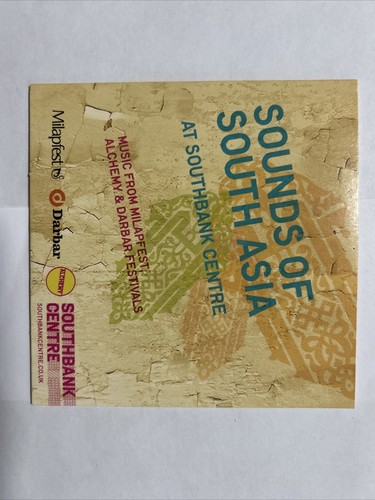 SOUNDS OF
SOUTH ASIA
AT SOUTHBANK CENTRE
MUSIC FROM MILAPFEST,
ALCHEMY & DARBAR FESTIVALS
Milapfest
Darbar
ALCHEMY
SOUTHBANK
CENTRE
SOUTHBANKCENTRE.CO.UK